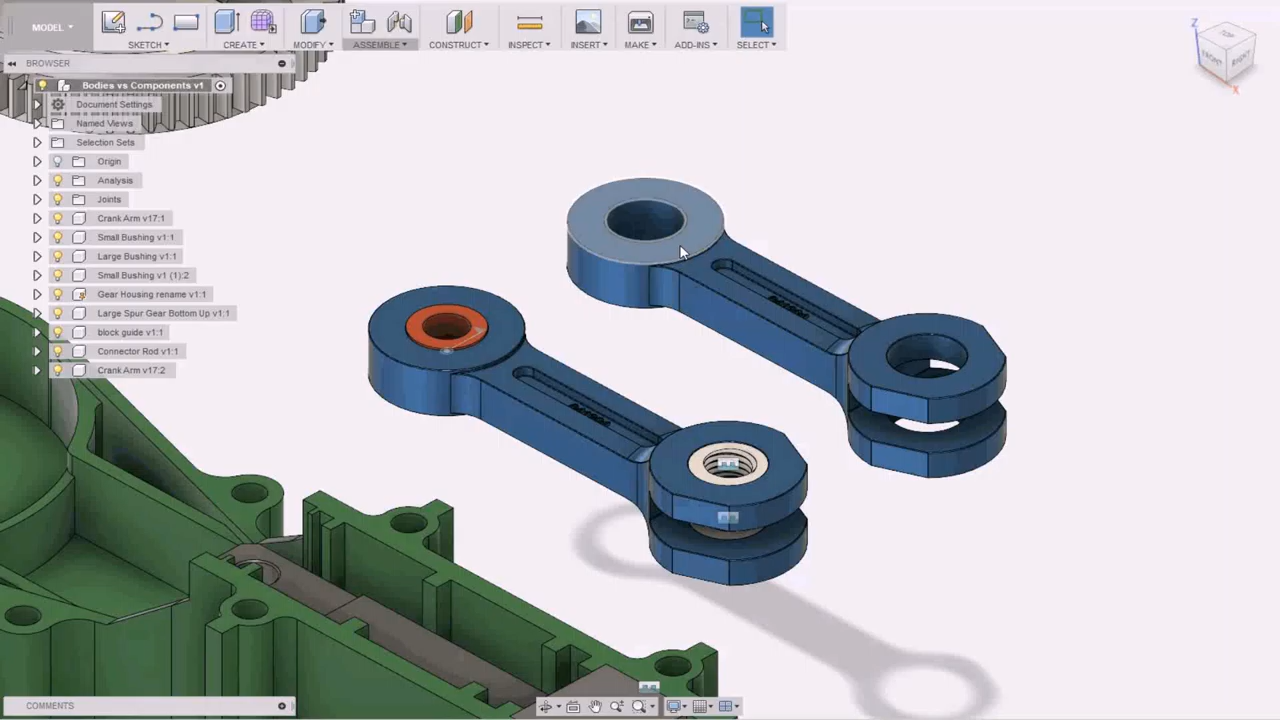 MODEL
SKETCH
CREATE
MODIFY
ASSEMBLE
CONSTRUCT
INSPECT
INSERT
MAKE
ADD-INS
SELECT
BROWSER
Bodies vs Components v1
Document Settings
Named Views
Selection Sets
Origin
Analysis
Joints
Crank Arm v17:1
Small Bushing v1:1
Large Bushing v1:1
Small Bushing v1 (1):2
Gear Housing rename v1:1
Large Spur Gear Bottom Up v1:1
block guide v1:1
Connector Rod v1:1
Crank Arm v17:2
Z
TOP
FRONT
RIGHT
X
COMMENTS